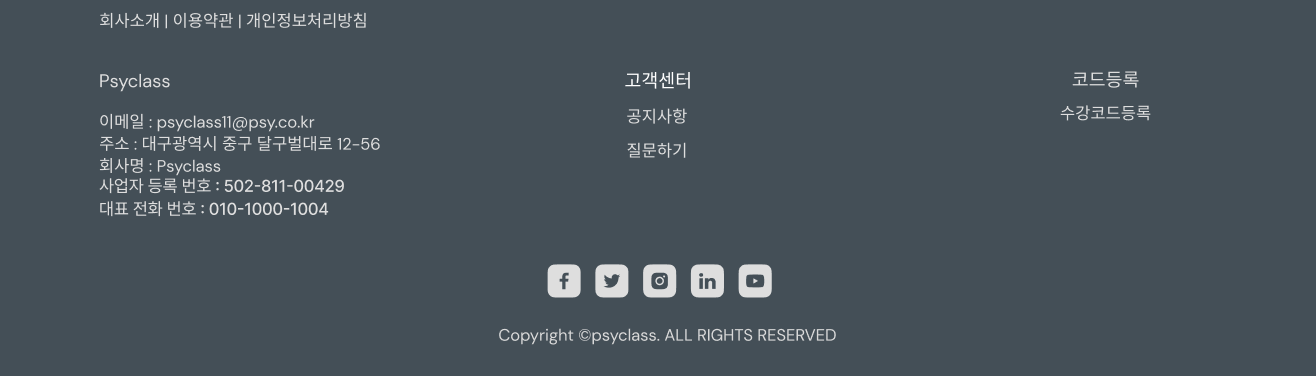 회사소개 | 이용약관 | 개인정보처리방침
Psyclass
이메일 : psyclass11@psy.co.kr
주소 : 대구광역시 중구 달구벌대로 12-56
회사명 : Psyclass
사업자 등록 번호 : 502-811-00429
대표 전화 번호 : 010-1000-1004
고객센터
공지사항
질문하기
코드등록
수강코드등록
Copyright ©psyclass. ALL RIGHTS RESERVED